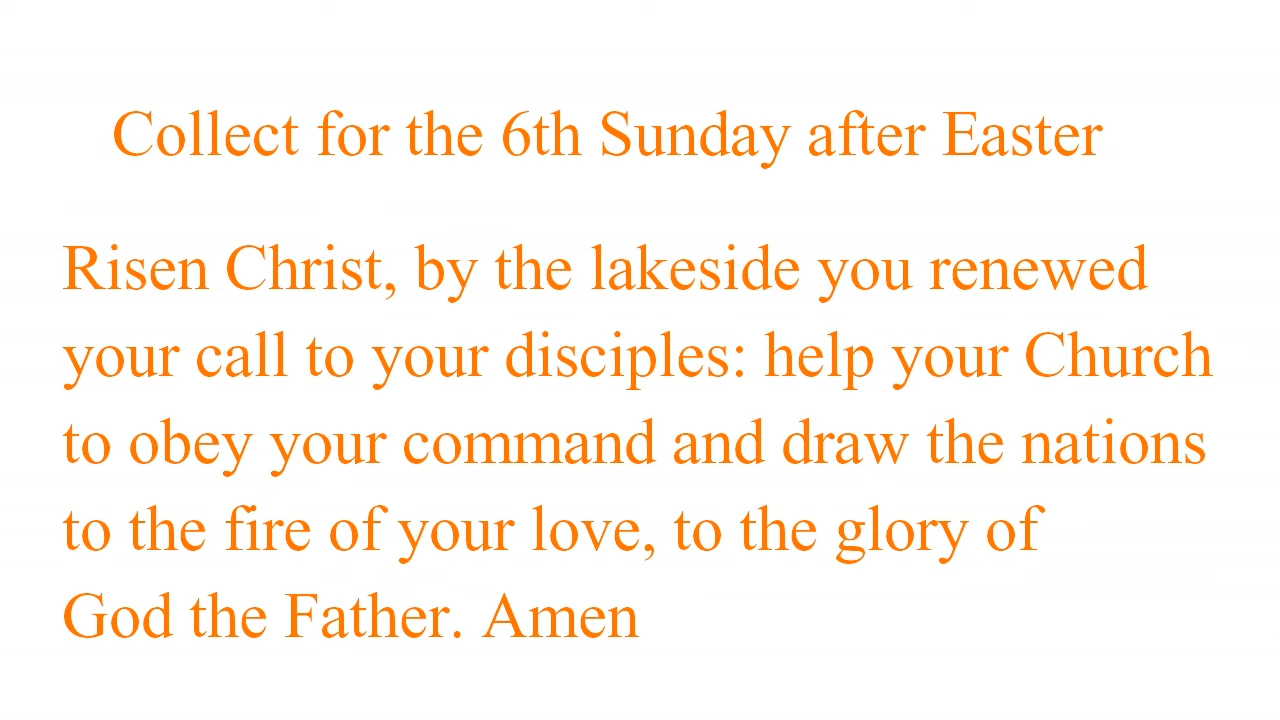 Collect for the 6th Sunday after Easter
Risen Christ, by the lakeside you renewed
your call to your disciples: help your Church
to obey your command and draw the nations
to the fire of your love, to the glory of
God the Father. Amen